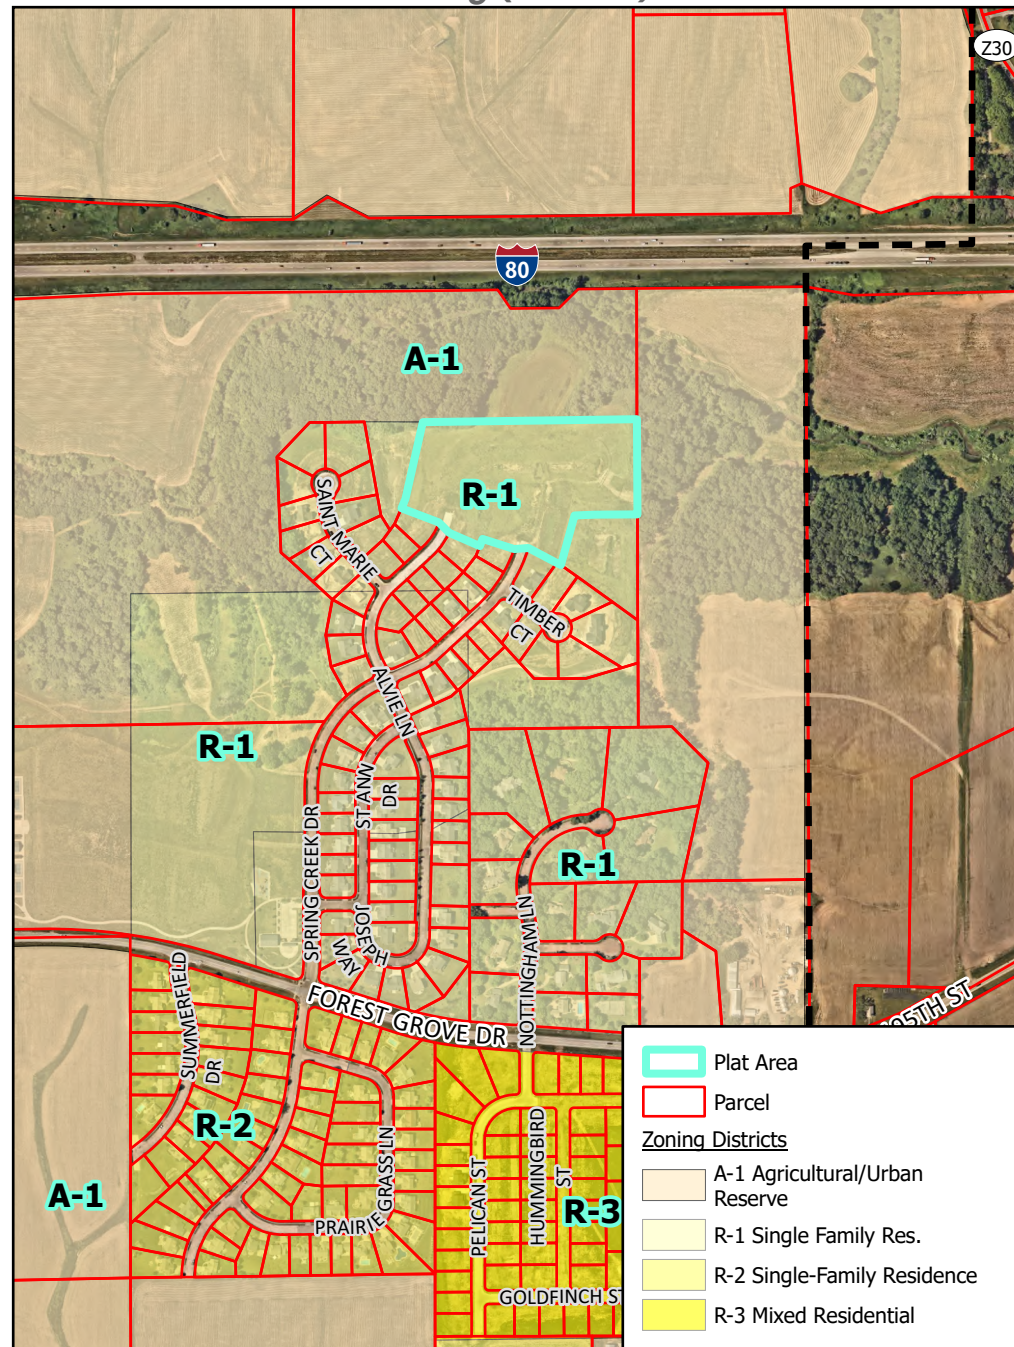 Z30
80
A-1
R-1
SAINT MARIE
CT
TIMBER
CT
ALVIE LN
R-1
ST ANN
DR
SPRING CREEK DR
R-1
JOSEPH
WAY
NOTTINGHAM LN
SUMMERFIELD
DR
FOREST GROVE DR
R-2
PRAIRIE GRASS LN
A-1
PELICAN ST
HUMMINGBIRD
ST
R-3
GOLDFINCH ST
95TH ST
Plat Area
Parcel
Zoning Districts
A-1 Agricultural/Urban
Reserve
R-1 Single Family Res.
R-2 Single-Family Residence
R-3 Mixed Residential